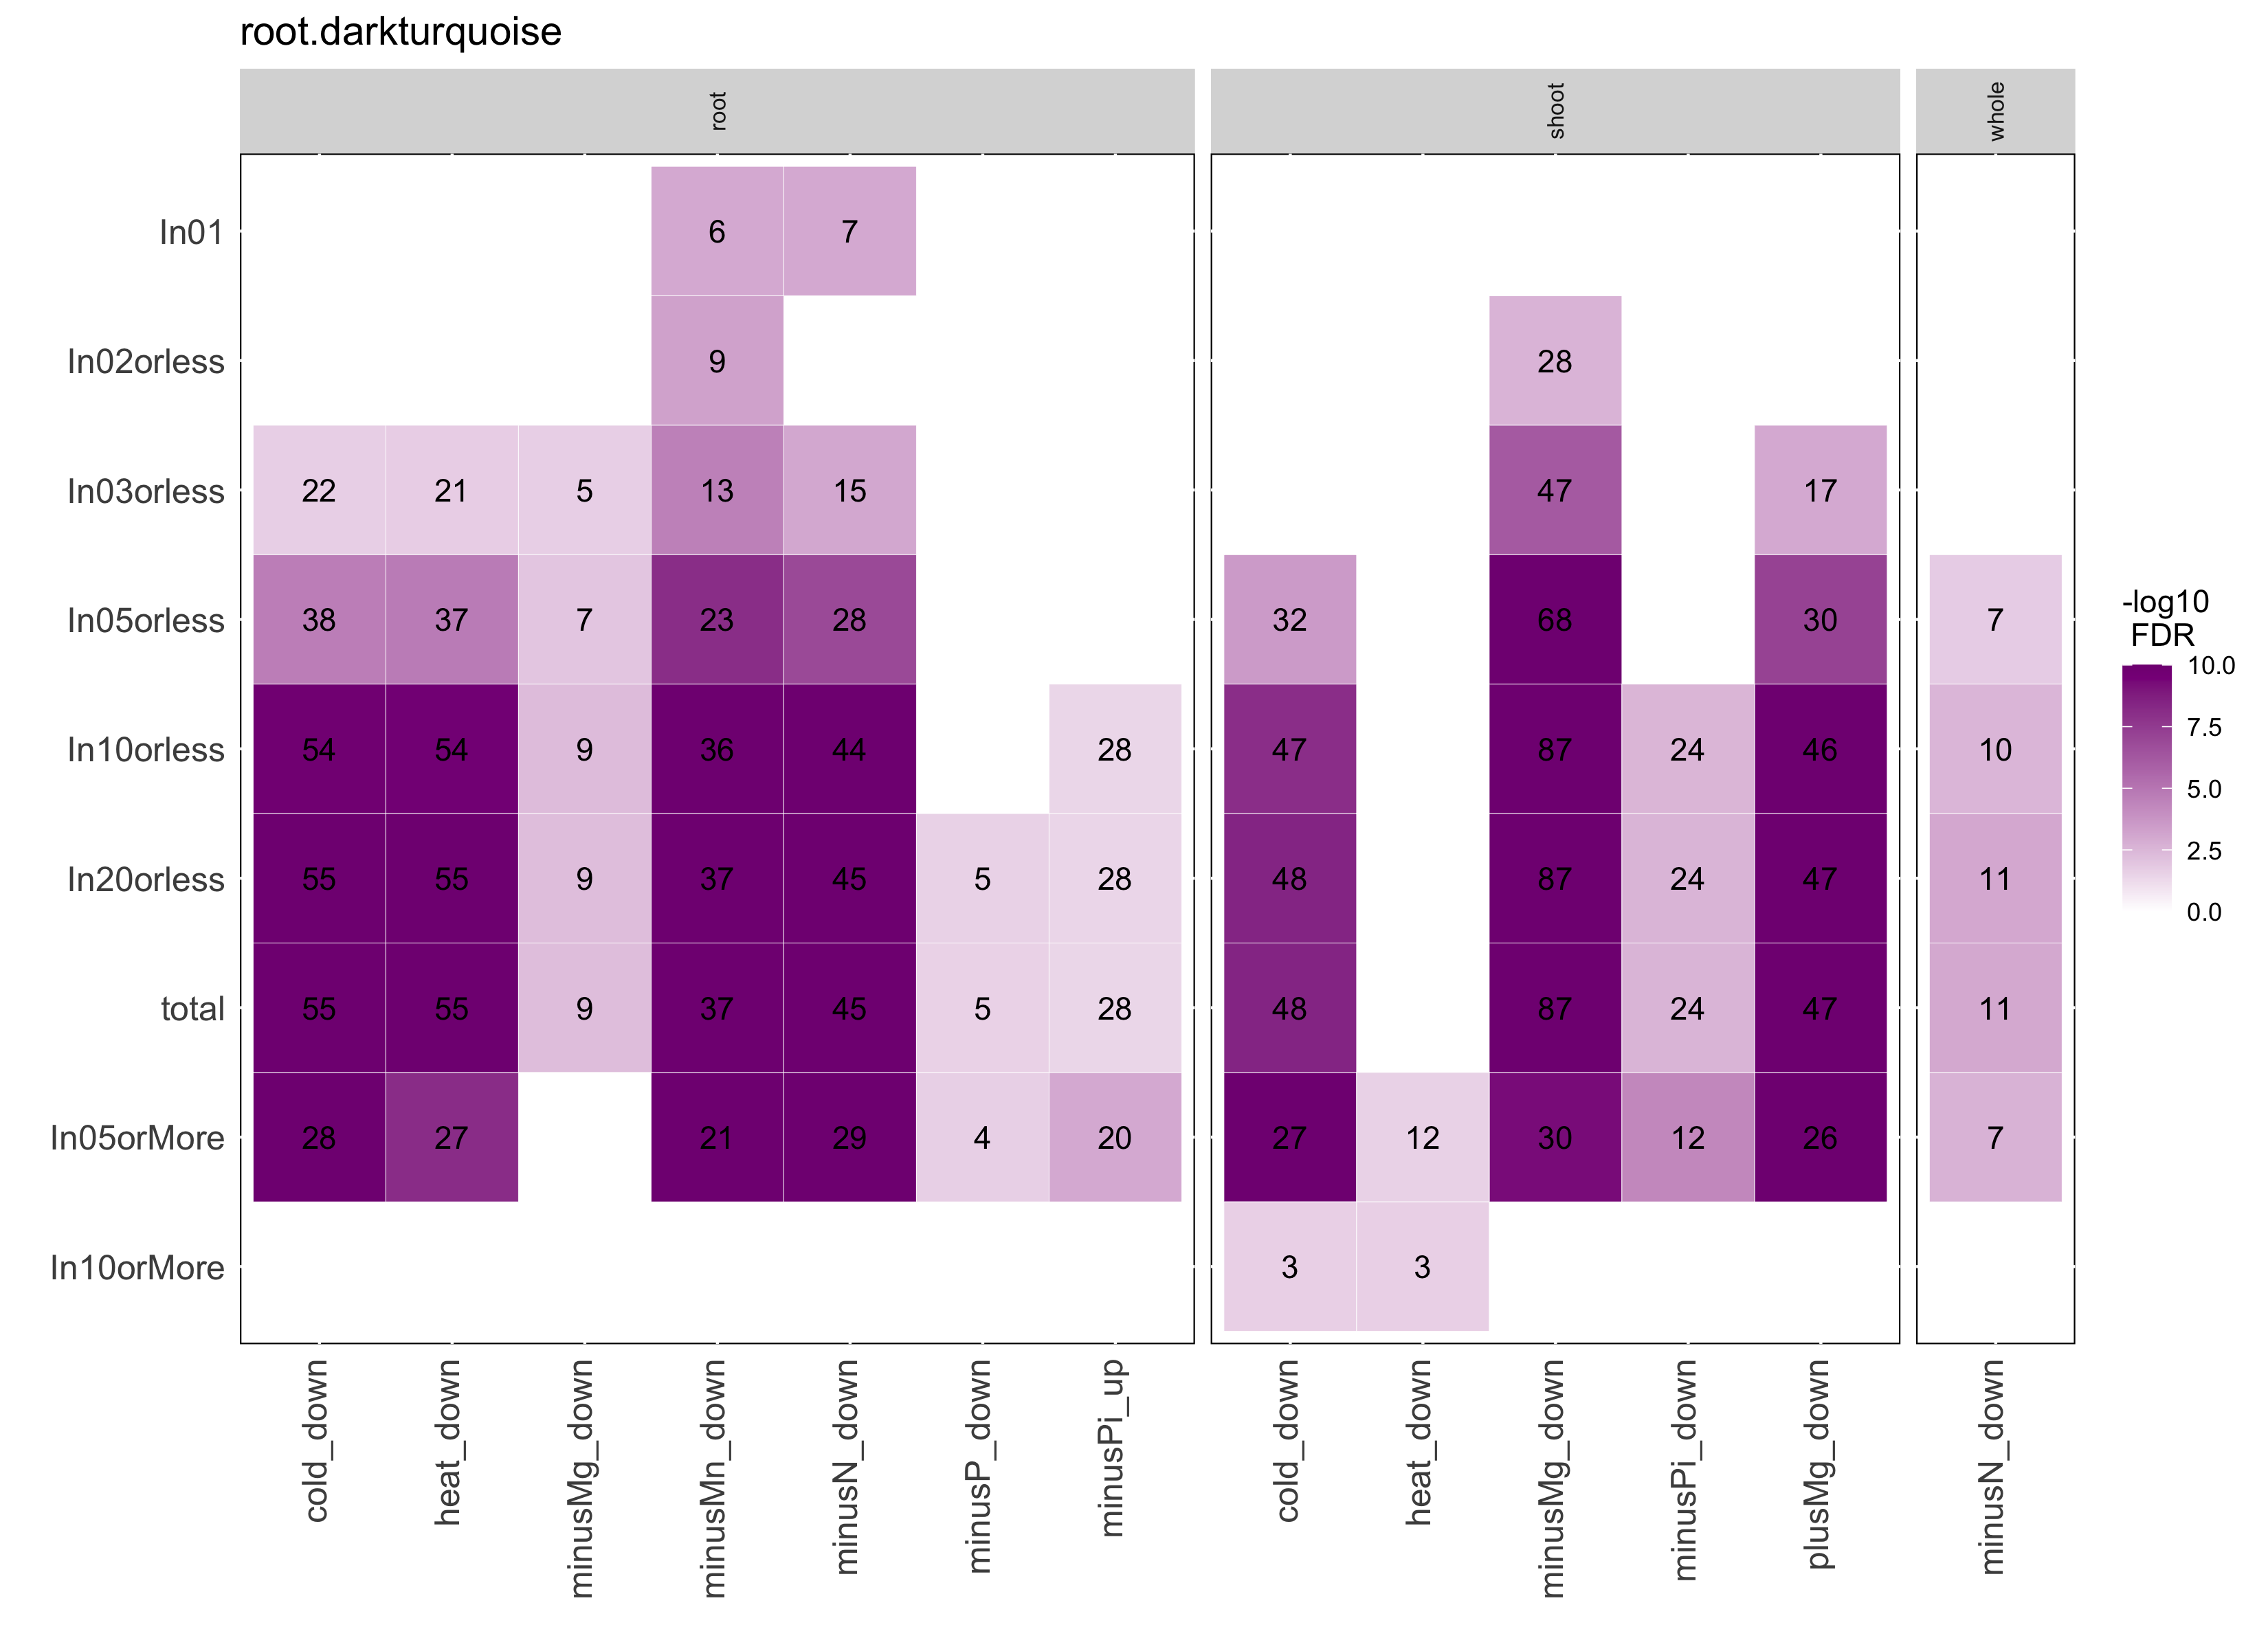 root.darkturquoise
root shoot whole
In01 6 7
In02orless 9 28
In03orless 22 21 5 13 15 47 17
In05orless 38 37 7 23 28 32 68 30 7
In10orless 54 54 9 36 44 28 47 87 24 46 10
In20orless 55 55 9 37 45 5 28 48 87 24 47 11
total 55 55 9 37 45 5 28 48 87 24 47 11
In05orMore 28 27 21 29 4 20 27 12 30 12 26 7
In10orMore 3 3
cold_down heat_down minusMg_down minusMn_down minusN_down minusP_down minusPi_up cold_down heat_down minusMg_down minusPi_down plusMg_down minusN_down
-log10
FDR
10.0
7.5
5.0
2.5
0.0